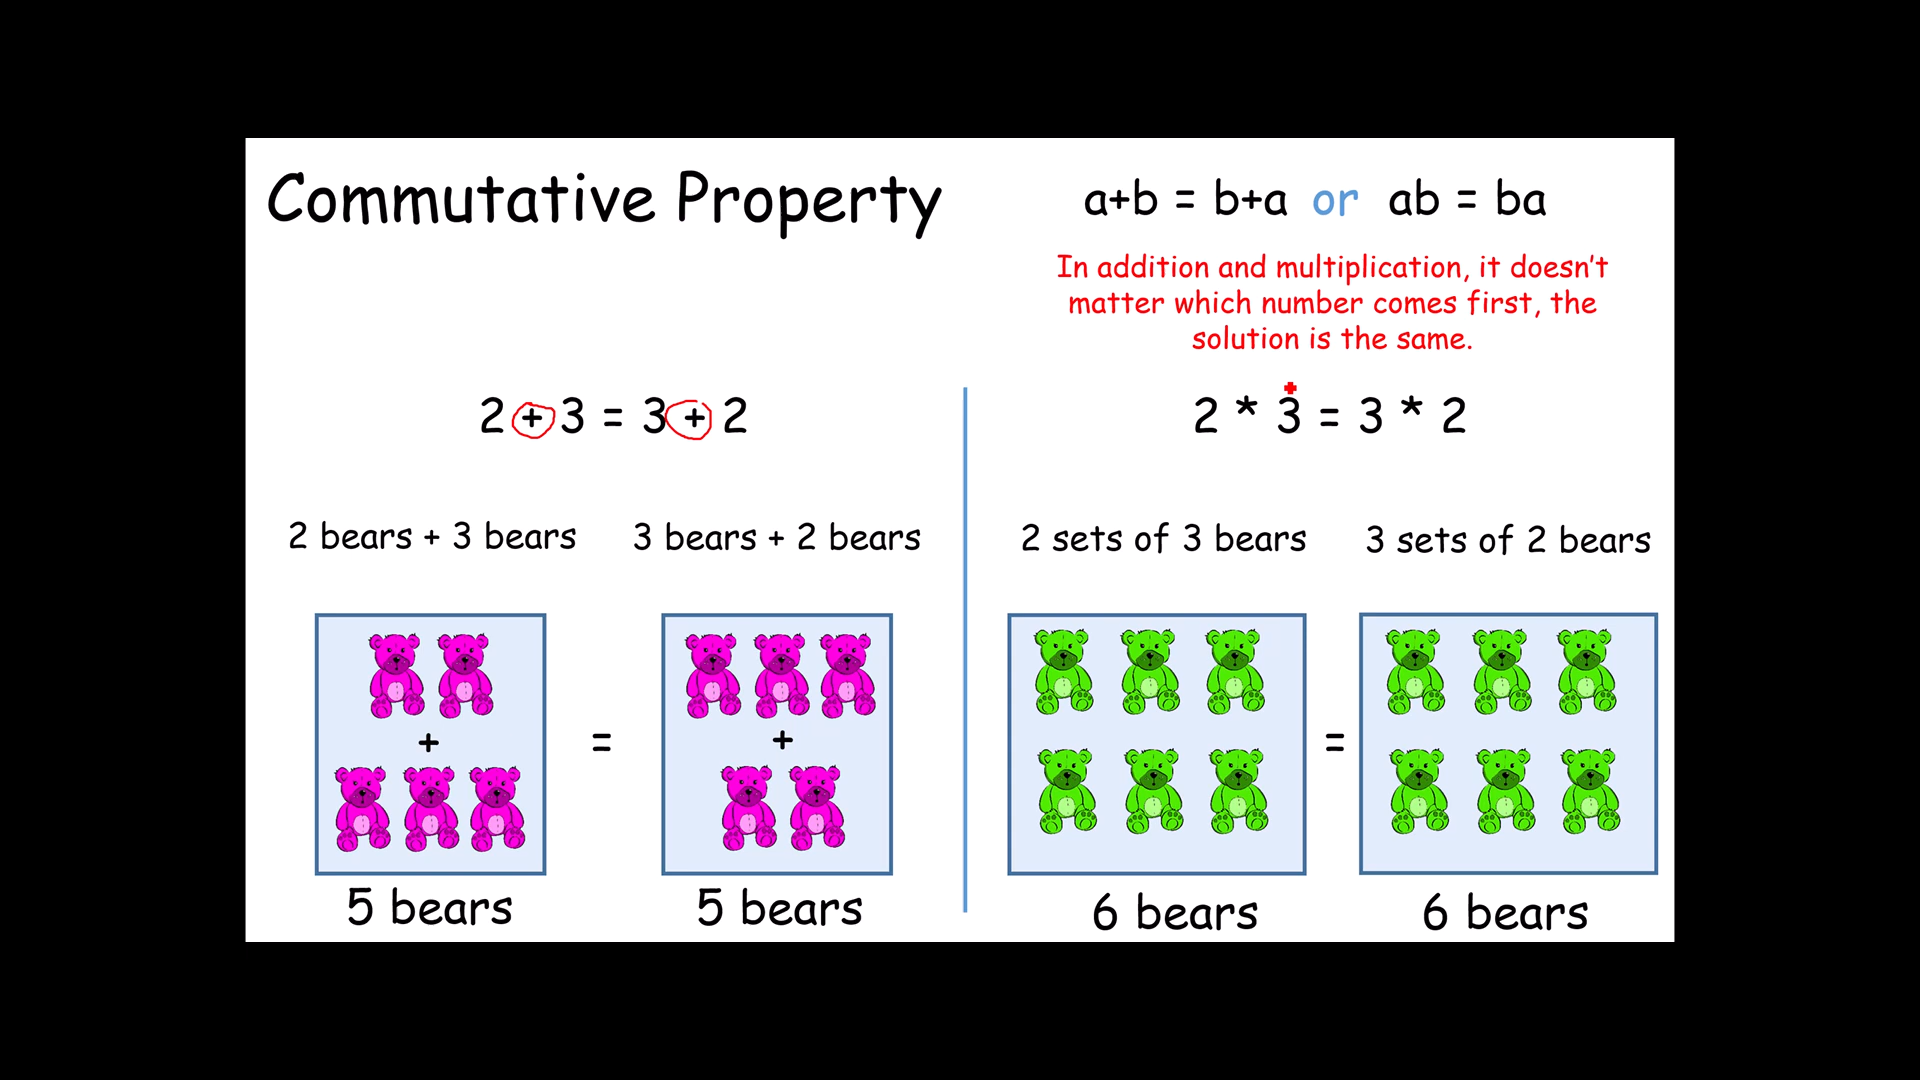 Commutative Property
a+b = b+a or ab = ba
In addition and multiplication, it doesn't
matter which number comes first, the
solution is the same.
2 + 3 = 3 + 2
2 bears + 3 bears
3 bears + 2 bears
+
=
+
5 bears
5 bears
2 * 3 = 3 * 2
2 sets of 3 bears
3 sets of 2 bears
=
6 bears
6 bears